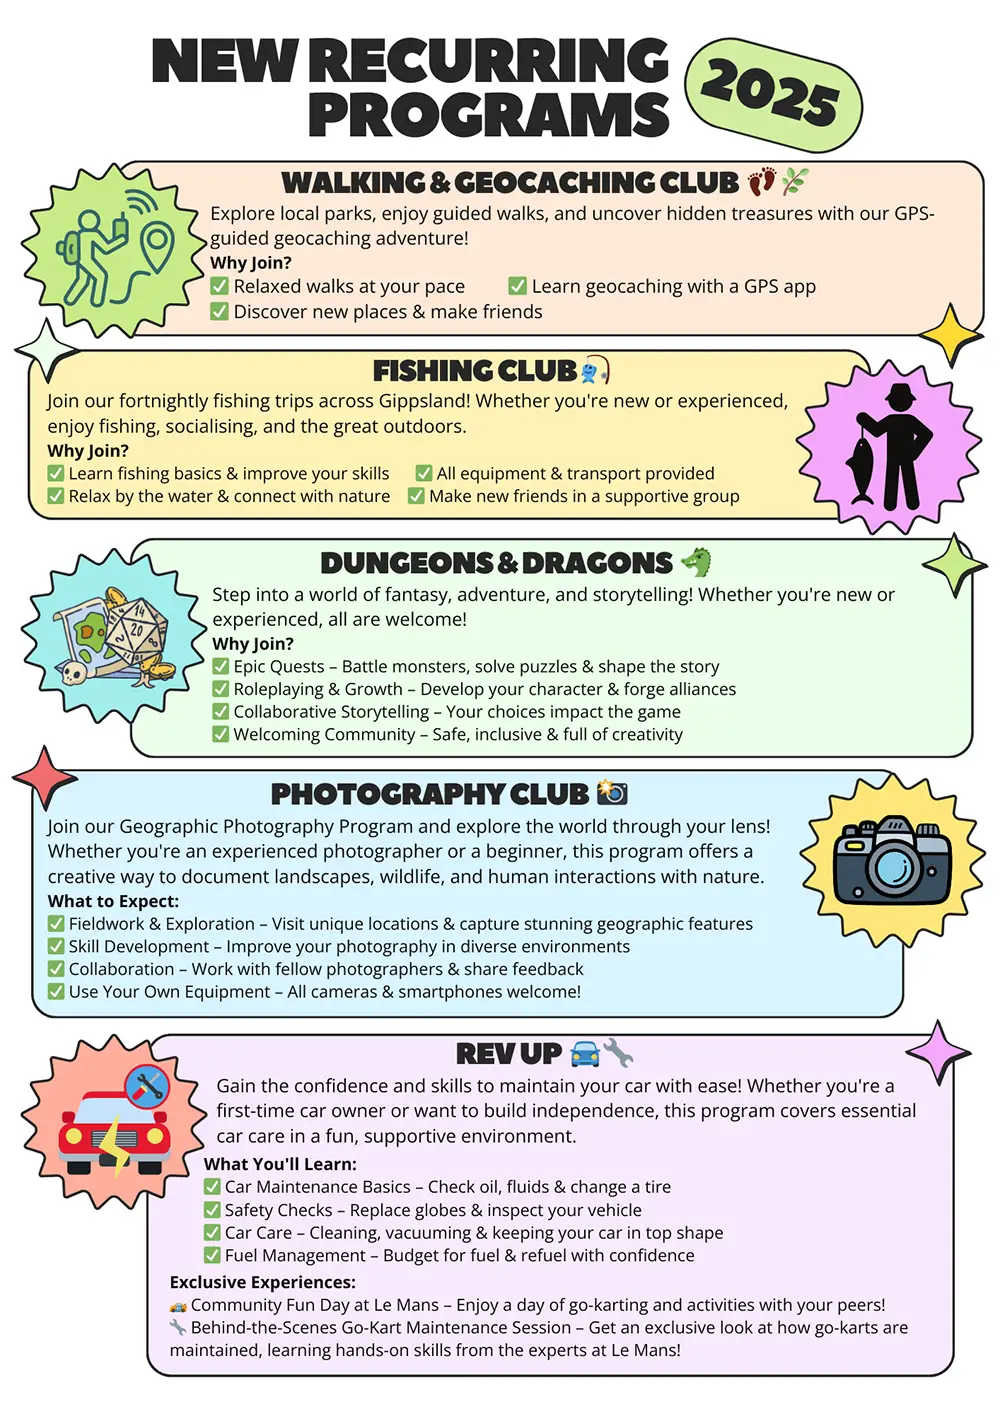 NEW RECURRING
PROGRAMS
2025
WALKING & GEOCACHING CLUB
Explore local parks, enjoy guided walks, and uncover hidden treasures with our GPS-
guided geocaching adventure!
Why Join?
✅ Relaxed walks at your pace ✅ Learn geocaching with a GPS app
✅ Discover new places & make friends
FISHING CLUB
Join our fortnightly fishing trips across Gippsland! Whether you're new or experienced,
enjoy fishing, socialising, and the great outdoors.
Why Join?
✅ Learn fishing basics & improve your skills ✅ All equipment & transport provided
✅ Relax by the water & connect with nature ✅ Make new friends in a supportive group
DUNGEONS & DRAGONS
Step into a world of fantasy, adventure, and storytelling! Whether you're new or
experienced, all are welcome!
Why Join?
✅ Epic Quests – Battle monsters, solve puzzles & shape the story
✅ Roleplaying & Growth – Develop your character & forge alliances
✅ Collaborative Storytelling – Your choices impact the game
✅ Welcoming Community – Safe, inclusive & full of creativity
14
20
2
8
PHOTOGRAPHY CLUB
Join our Geographic Photography Program and explore the world through your lens!
Whether you're an experienced photographer or a beginner, this program offers a
creative way to document landscapes, wildlife, and human interactions with nature.
What to Expect:
✅ Fieldwork & Exploration – Visit unique locations & capture stunning geographic features
✅ Skill Development – Improve your photography in diverse environments
✅ Collaboration – Work with fellow photographers & share feedback
✅ Use Your Own Equipment – All cameras & smartphones welcome!
REV UP
Gain the confidence and skills to maintain your car with ease! Whether you're a
first-time car owner or want to build independence, this program covers essential
car care in a fun, supportive environment.
What You'll Learn:
✅ Car Maintenance Basics – Check oil, fluids & change a tire
✅ Safety Checks – Replace globes & inspect your vehicle
✅ Car Care – Cleaning, vacuuming & keeping your car in top shape
✅ Fuel Management – Budget for fuel & refuel with confidence
Exclusive Experiences:
Community Fun Day at Le Mans – Enjoy a day of go-karting and activities with your peers!
Behind-the-Scenes Go-Kart Maintenance Session – Get an exclusive look at how go-karts are
maintained, learning hands-on skills from the experts at Le Mans!